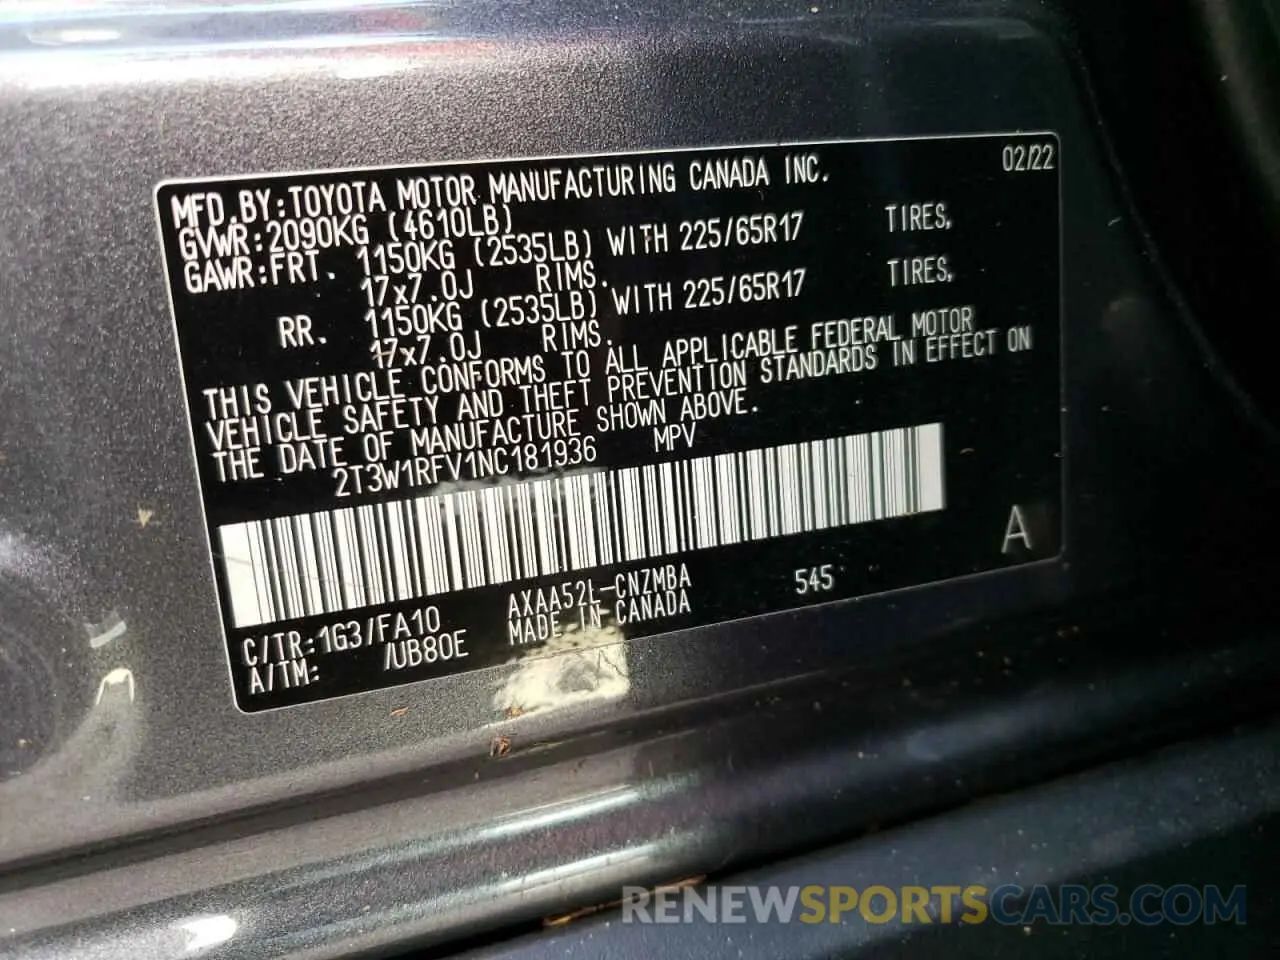 MFD.BY:TOYOTA MOTOR MANUFACTURING CANADA INC. 02/22
GVWR:2090KG (4610LB)
GAWR:FRT. 1150KG (2535LB) WITH 225/65R17 TIRES,
17x7.0J RIMS.
RR. 1150KG (2535LB) WITH 225/65R17 TIRES,
17x7.0J RIMS.
THIS VEHICLE CONFORMS TO ALL APPLICABLE FEDERAL MOTOR
VEHICLE SAFETY AND THEFT PREVENTION STANDARDS IN EFFECT ON
THE DATE OF MANUFACTURE SHOWN ABOVE.
2T3W1RFV1NC181936 MPV
A
C/TR:1G3/FA10 AXAA52L-CNZMBA 545
A/TM: /UB80E MADE IN CANADA
RENEWSPORTSCARS.COM